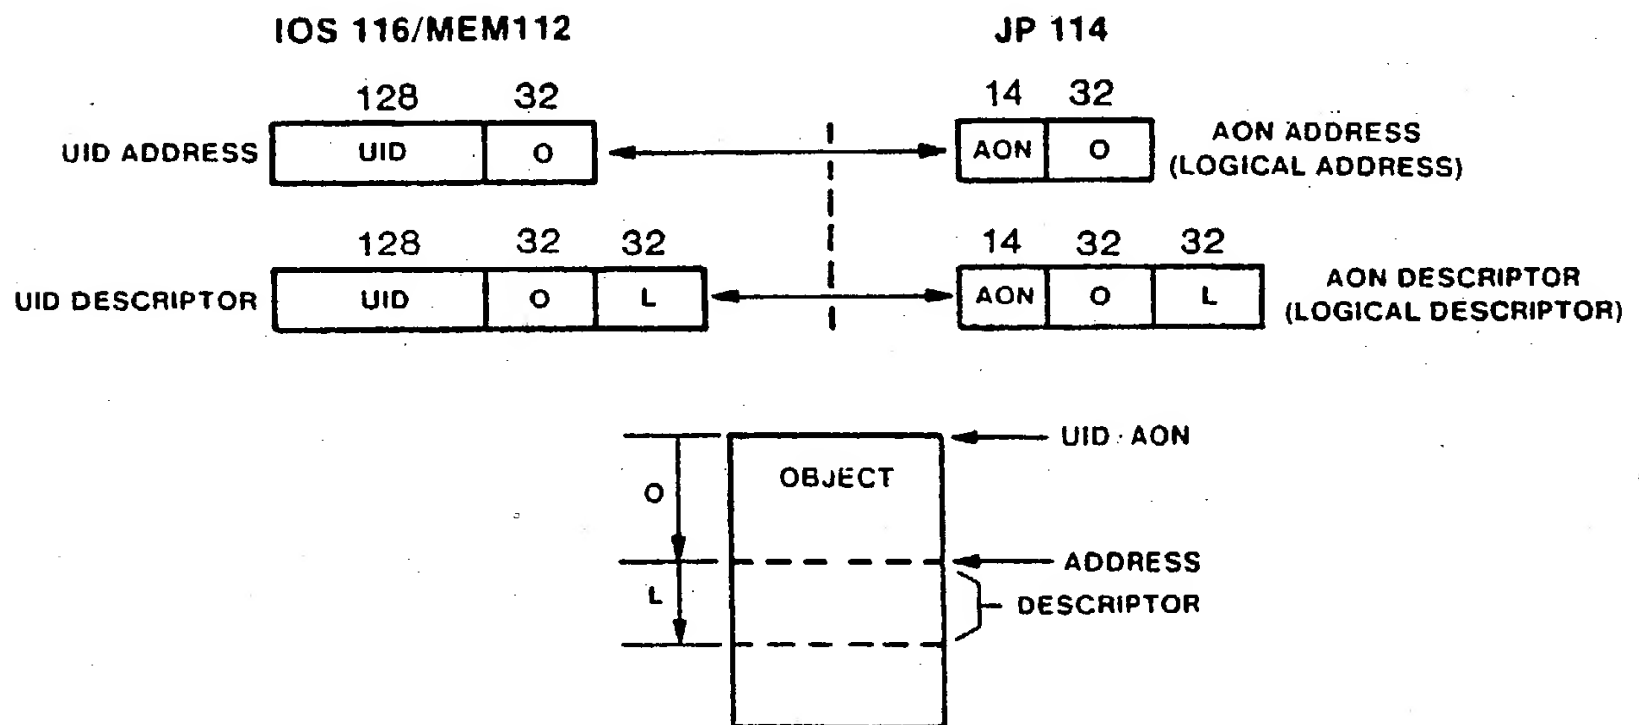 IOS 116/MEM112
JP 114
128 32
14 32
UID ADDRESS
UID O
AON O
AON ADDRESS
(LOGICAL ADDRESS)
128 32 32
14 32 32
UID DESCRIPTOR
UID O L
AON O L
AON DESCRIPTOR
(LOGICAL DESCRIPTOR)
UID AON
OBJECT
O
ADDRESS
L
DESCRIPTOR